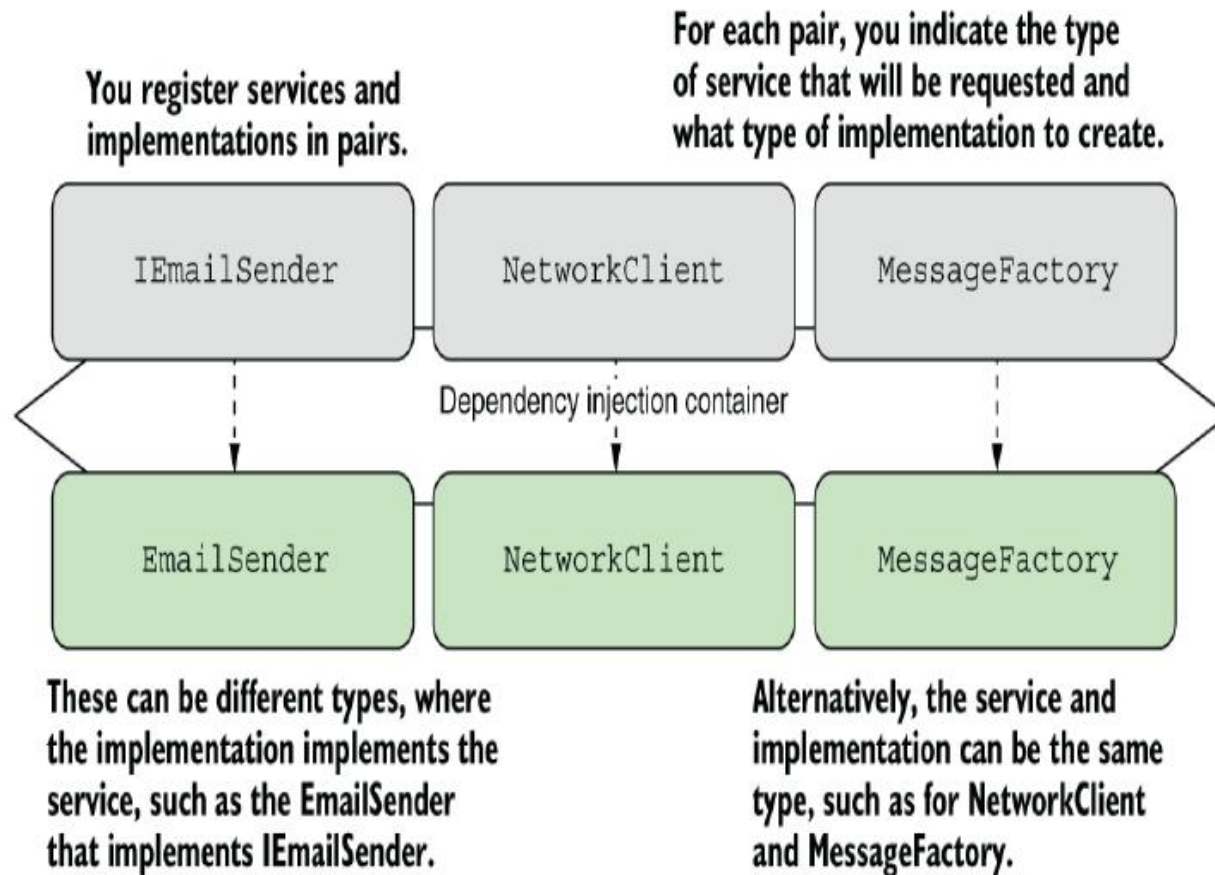 You register services and
implementations in pairs.
For each pair, you indicate the type
of service that will be requested and
what type of implementation to create.
IEmailSender
NetworkClient
MessageFactory
Dependency injection container
EmailSender
NetworkClient
MessageFactory
These can be different types, where
the implementation implements the
service, such as the EmailSender
that implements IEmailSender.
Alternatively, the service and
implementation can be the same
type, such as for NetworkClient
and MessageFactory.